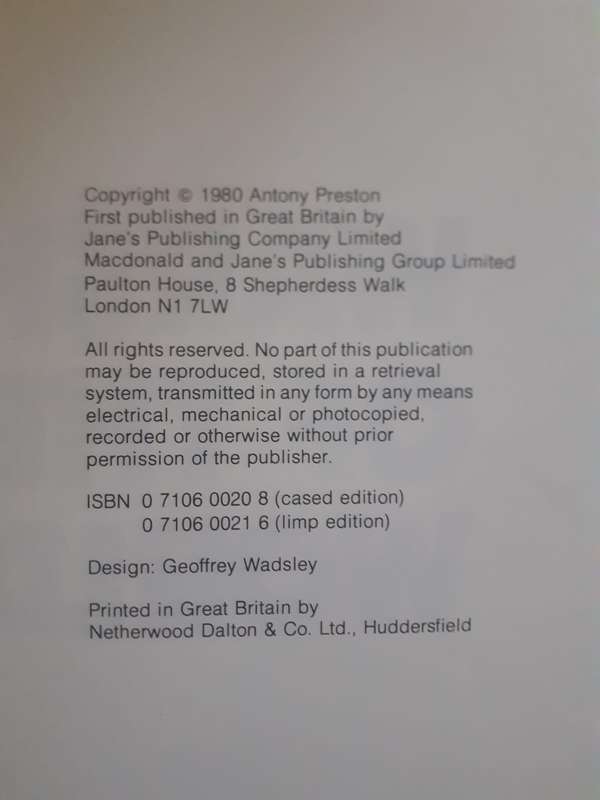 Copyright © 1980 Antony Preston
First published in Great Britain by
Jane's Publishing Company Limited
Macdonald and Jane's Publishing Group Limited
Paulton House, 8 Shepherdess Walk
London N1 7LW
All rights reserved. No part of this publication
may be reproduced, stored in a retrieval
system, transmitted in any form by any means
electrical, mechanical or photocopied,
recorded or otherwise without prior
permission of the publisher.
ISBN 0 7106 0020 8 (cased edition)
0 7106 0021 6 (limp edition)
Design: Geoffrey Wadsley
Printed in Great Britain by
Netherwood Dalton & Co. Ltd., Huddersfield